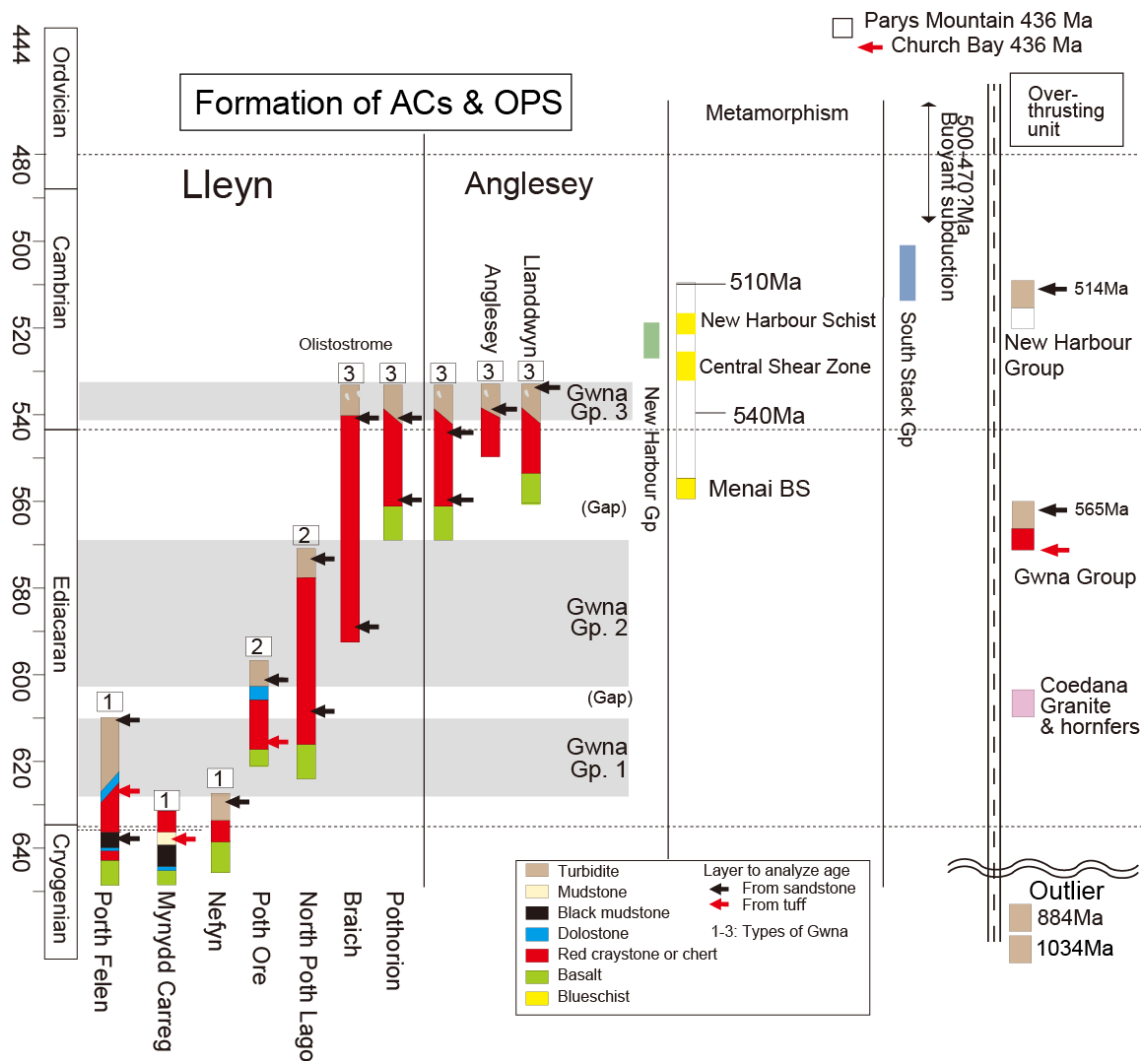 Parys Mountain 436 Ma
Church Bay 436 Ma
Formation of ACs & OPS
Metamorphism
Over-
thrusting
unit
Lleyn
Anglesey
444
480
500
520
540
560
580
600
620
640
Ordvician
Cambrian
Ediacaran
Cryogenian
500-470?Ma
Buoyant subduction
Olistostrome
Anglesey
Llanddwyn
3
3
3
3
3
2
2
1
1
1
Gwna
Gp. 3
(Gap)
Gwna
Gp. 2
(Gap)
Gwna
Gp. 1
New Harbour Gp
510Ma
New Harbour Schist
Central Shear Zone
540Ma
Menai BS
South Stack Gp
514Ma
New Harbour
Group
565Ma
Gwna Group
Coedana
Granite
& hornfers
Outlier
884Ma
1034Ma
Porth Felen
Mynydd Carreg
Nefyn
Poth Ore
North Poth Lago
Braich
Pothorion
Turbidite
Mudstone
Black mudstone
Dolostone
Red craystone or chert
Basalt
Blueschist
Layer to analyze age
From sandstone
From tuff
1-3: Types of Gwna